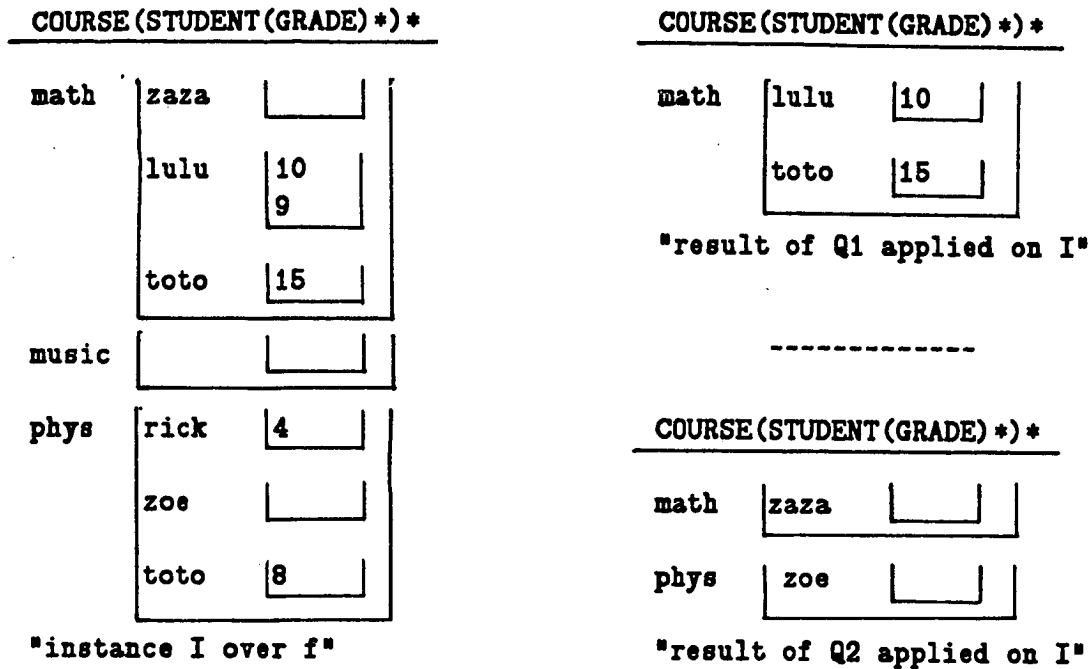 COURSE(STUDENT(GRADE)*)*
math zaza
lulu 10
9
toto 15
music
phys rick 4
zoe
toto 8
"instance I over f"
COURSE(STUDENT(GRADE)*)*
math lulu 10
toto 15
"result of Q1 applied on I"
-------------
COURSE(STUDENT(GRADE)*)*
math zaza
phys zoe
"result of Q2 applied on I"